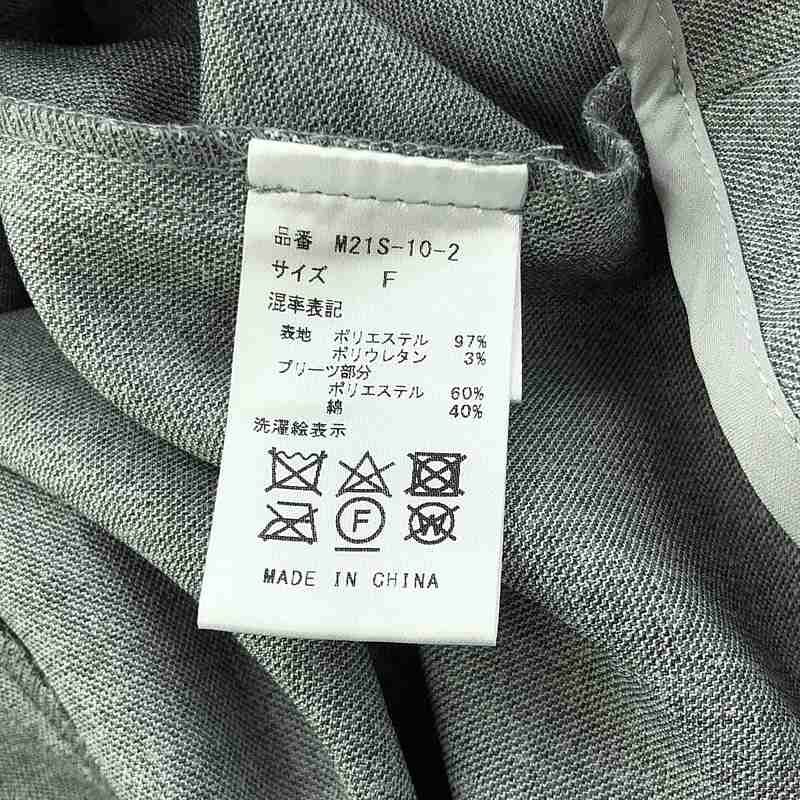 品番 M21S-10-2
サイズ F
混率表記
表地 ポリエステル 97%
ポリウレタン 3%
プリーツ部分
ポリエステル 60%
綿 40%
洗濯絵表示
F W
MADE IN CHINA